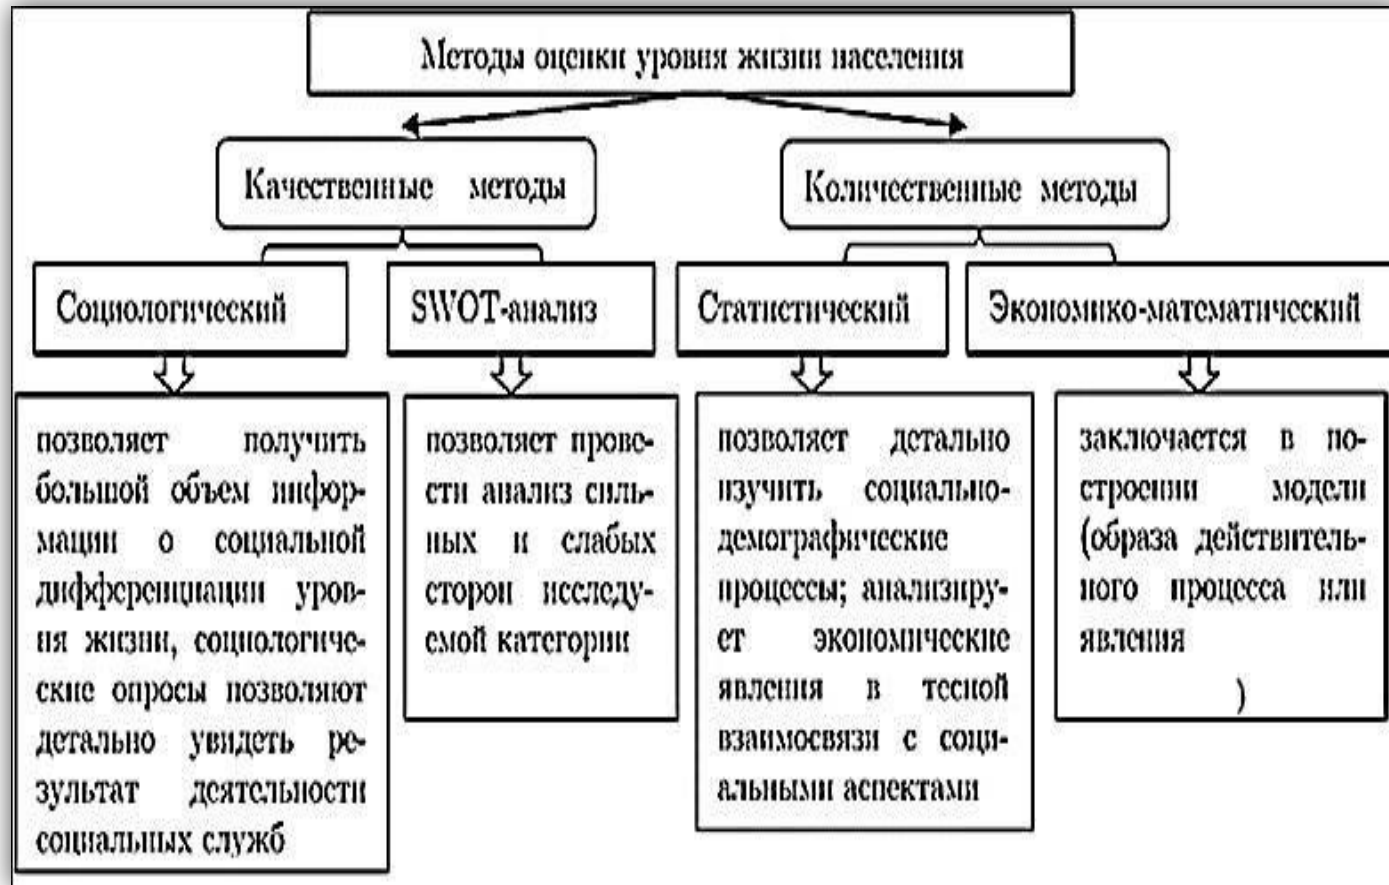 Методы оценки уровня жизни населения
Качественные методы
Количественные методы
Социологический
SWOT-анализ
Статистический
Экономико-математический
позволяет получить
большой объем инфор-
мации о социальной
дифференциации уров-
ня жизни, социологиче-
ские опросы позволяют
детально увидеть ре-
зультат деятельности
социальных служб
позволяет прове-
сти анализ силь-
ных и слабых
сторон исследу-
емой категории
позволяет детально
изучить социально-
демографические
процессы; анализиру-
ет экономические
явления в тесной
взаимосвязи с соци-
альными аспектами
заключается в по-
строении модели
(образа действитель-
ного процесса или
явления
)